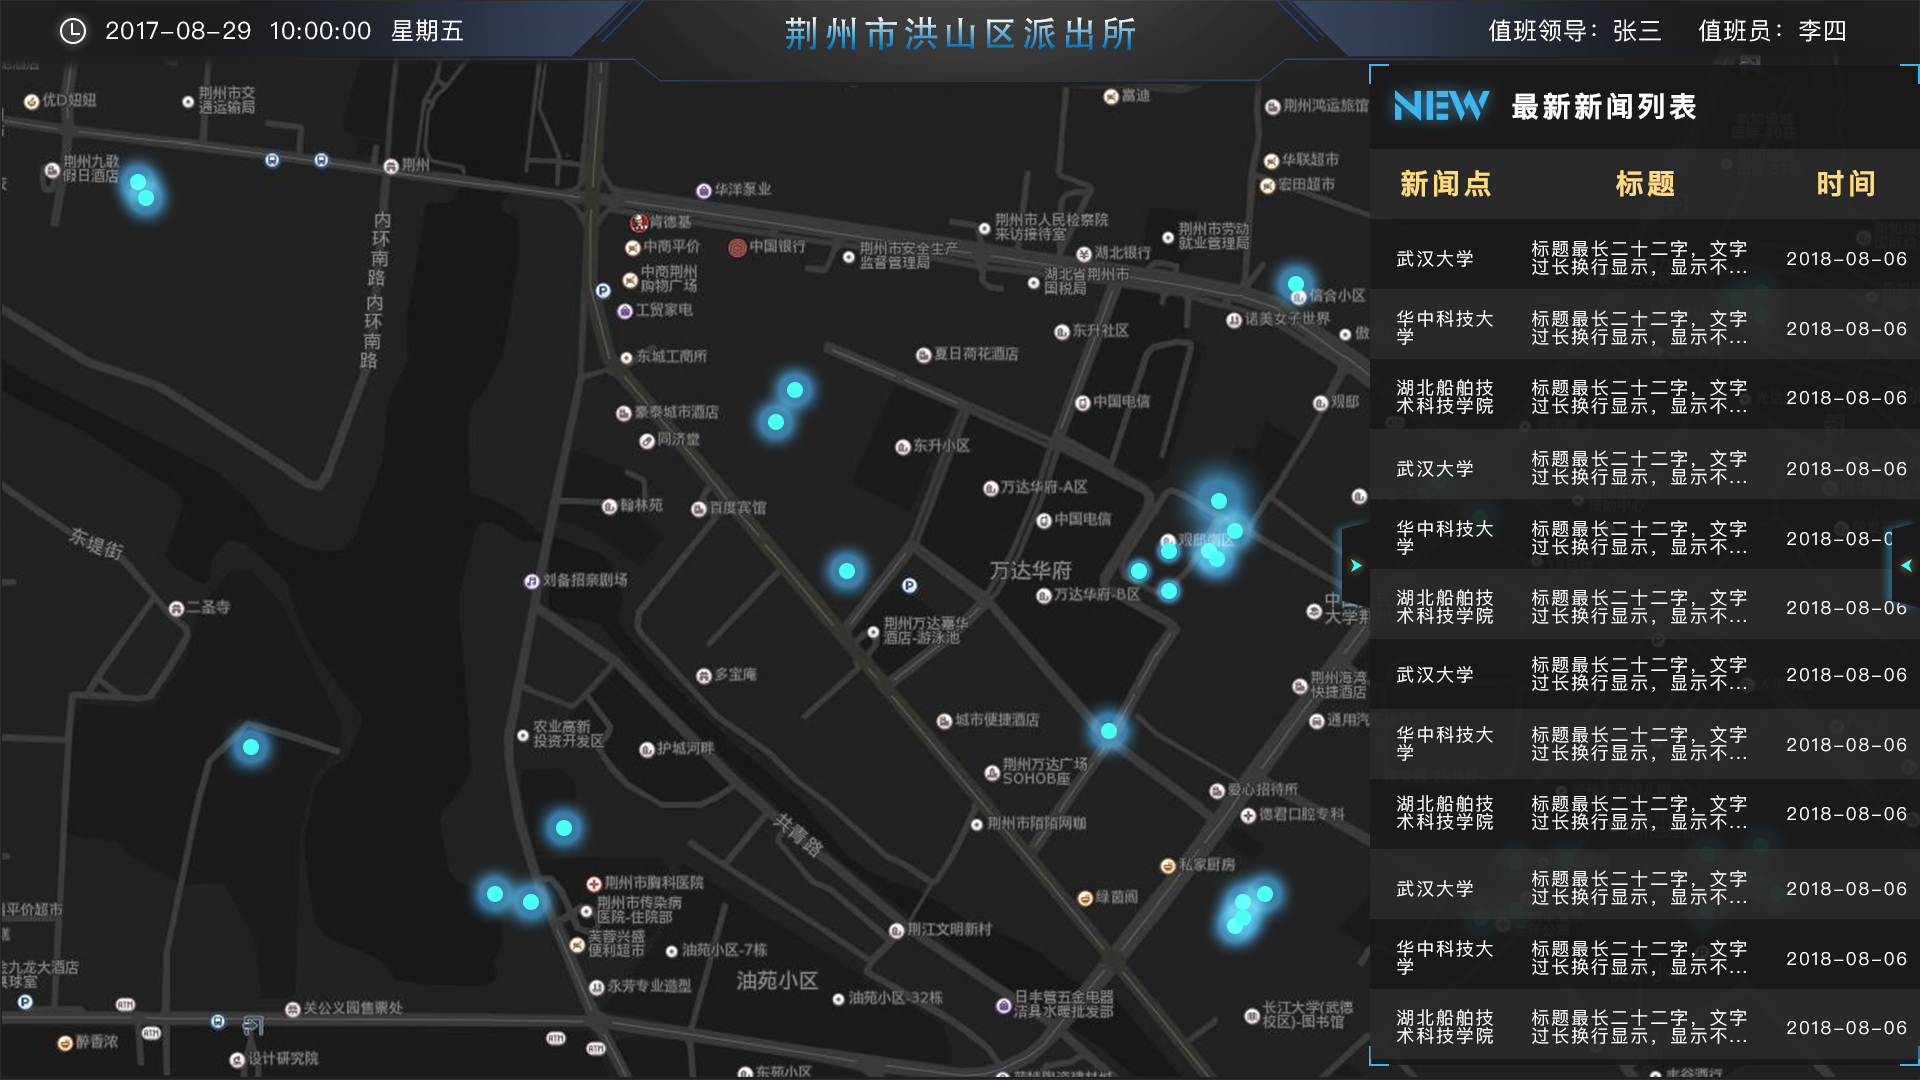 2017-08-29 10:00:00 星期五
荆州市洪山区派出所
值班领导：张三
值班员：李四
优D妞妞
荆州市交
通运输局
荆州九歌
假日酒店
荆州
富迪
荆州鸿运旅馆
华联超市
宏田超市
华洋泵业
肯德基
中商平价
中国银行
中商荆州
购物广场
工贸家电
荆州市安全生产
监督管理局
荆州市人民检察院
来访接待室
湖北银行
荆州市劳动
就业管理局
湖北省荆州市
国税局
信合小区
诺美女子世界
东升社区
夏日荷花酒店
东城工商所
内环南路
内环南路
豪泰城市酒店
同济堂
中国电信
观邸
东升小区
万达华府-A区
中国电信
翰林苑
百度宾馆
观邸南区
东堤街
刘备招亲剧场
万达华府
万达华府-B区
二圣寺
荆州万达嘉华
酒店-游泳池
多宝庵
荆州海湾
快捷酒店
城市便捷酒店
农业高新
投资开发区
护城河畔
荆州万达广场
SOHOB座
爱心招待所
德君口腔专科
荆州市陌陌网咖
共青路
私家厨房
绿茵阁
荆州市胸科医院
荆州市传染病
医院-住院部
芙蓉兴盛
便利超市
油苑小区-7栋
荆江文明新村
永芳专业造型
油苑小区
油苑小区-32栋
日丰管五金电器
洁具水暖批发部
长江大学(武德
校区)-图书馆
关公义园售票处
ATM
ATM
ATM
ATM
醉香浓
设计研究院
东苑小区
NEW 最新新闻列表
新闻点 标题 时间
武汉大学 标题最长二十二字，文字
过长换行显示，显示不... 2018-08-06
华中科技大
学 标题最长二十二字，文字
过长换行显示，显示不... 2018-08-06
湖北船舶技
术科技学院 标题最长二十二字，文字
过长换行显示，显示不... 2018-08-06
武汉大学 标题最长二十二字，文字
过长换行显示，显示不... 2018-08-06
华中科技大
学 标题最长二十二字，文字
过长换行显示，显示不... 2018-08-0
湖北船舶技
术科技学院 标题最长二十二字，文字
过长换行显示，显示不... 2018-08-06
武汉大学 标题最长二十二字，文字
过长换行显示，显示不... 2018-08-06
华中科技大
学 标题最长二十二字，文字
过长换行显示，显示不... 2018-08-06
湖北船舶技
术科技学院 标题最长二十二字，文字
过长换行显示，显示不... 2018-08-06
武汉大学 标题最长二十二字，文字
过长换行显示，显示不... 2018-08-06
华中科技大
学 标题最长二十二字，文字
过长换行显示，显示不... 2018-08-06
湖北船舶技
术科技学院 标题最长二十二字，文字
过长换行显示，显示不... 2018-08-06